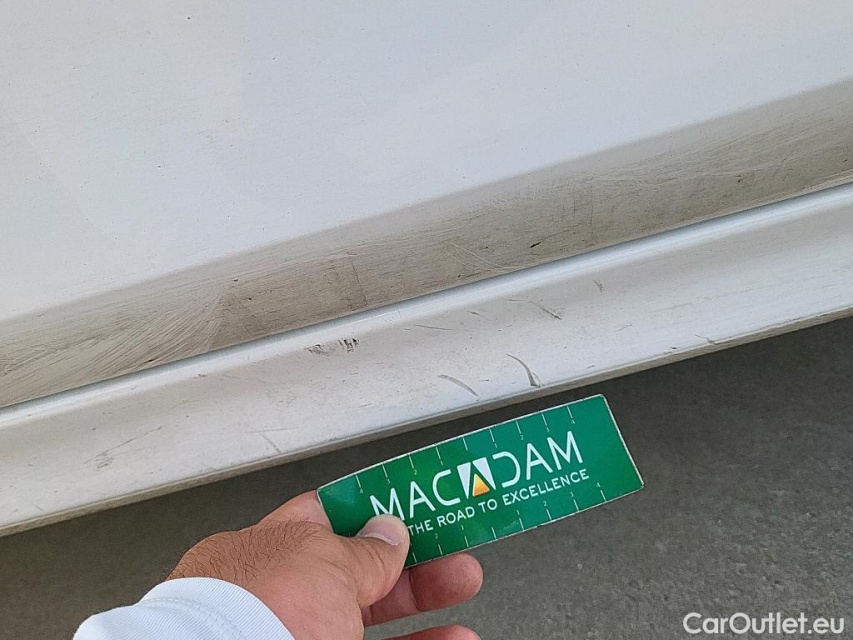 MACADAM
THE ROAD TO EXCELLENCE
CarOutlet.eu